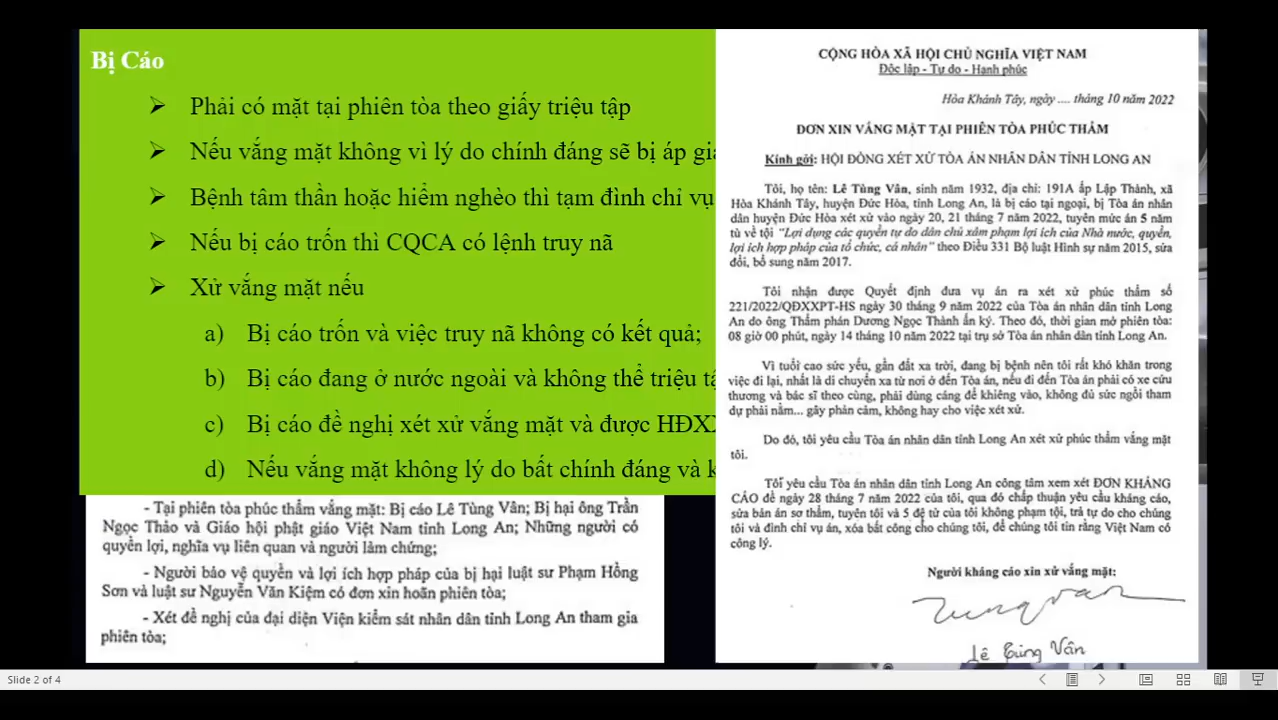 Bị Cáo
Phải có mặt tại phiên tòa theo giấy triệu tập
Nếu vắng mặt không vì lý do chính đáng sẽ bị áp gi
Bệnh tâm thần hoặc hiểm nghèo thì tạm đình chỉ vụ
Nếu bị cáo trốn thì CQCA có lệnh truy nã
Xử vắng mặt nếu
a) Bị cáo trốn và việc truy nã không có kết quả;
b) Bị cáo đang ở nước ngoài và không thể triệu tậ
c) Bị cáo đề nghị xét xử vắng mặt và được HĐXX
d) Nếu vắng mặt không lý do bất chính đáng và k
- Tại phiên tòa phúc thẩm vắng mặt: Bị cáo Lê Tùng Vân; Bị hại ông Trần
Ngọc Thảo và Giáo hội phật giáo Việt Nam tỉnh Long An; Những người có
quyền lợi, nghĩa vụ liên quan và người làm chứng;
- Người bảo vệ quyền và lợi ích hợp pháp của bị hại luật sư Phạm Hồng
Sơn và luật sư Nguyễn Văn Kiệm có đơn xin hoãn phiên tòa;
- Xét đề nghị của đại diện Viện kiểm sát nhân dân tỉnh Long An tham gia
phiên tòa;
CỘNG HÒA XÃ HỘI CHỦ NGHĨA VIỆT NAM
Độc lập - Tự do - Hạnh phúc
Hòa Khánh Tây, ngày .... tháng 10 năm 2022
ĐƠN XIN VẮNG MẶT TẠI PHIÊN TÒA PHÚC THẨM
Kính gởi: HỘI ĐỒNG XÉT XỬ TÒA ÁN NHÂN DÂN TỈNH LONG AN
Tôi, họ tên: Lê Tùng Vân, sinh năm 1932, địa chỉ: 191A ấp Lập Thành, xã
Hòa Khánh Tây, huyện Đức Hòa, tỉnh Long An, là bị cáo tại ngoại, bị Tòa án nhân
dân huyện Đức Hòa xét xử vào ngày 20, 21 tháng 7 năm 2022, tuyên mức án 5 năm
tù về tội "Lợi dụng các quyền tự do dân chủ xâm phạm lợi ích của Nhà nước, quyền,
lợi ích hợp pháp của tổ chức, cá nhân" theo Điều 331 Bộ luật Hình sự năm 2015, sửa
đổi, bổ sung năm 2017.
Tôi nhận được Quyết định đưa vụ án ra xét xử phúc thẩm số
221/2022/QĐXXPT-HS ngày 30 tháng 9 năm 2022 của Tòa án nhân dân tỉnh Long
An do ông Thẩm phán Dương Ngọc Thành ấn ký. Theo đó, thời gian mở phiên tòa:
08 giờ 00 phút, ngày 14 tháng 10 năm 2022 tại trụ sở Tòa án nhân dân tỉnh Long An.
Vì tuổi cao sức yếu, gần đất xa trời, đang bị bệnh nên tôi rất khó khăn trong
việc đi lại, nhất là di chuyển xa từ nơi ở đến Tòa án, nếu đi đến Tòa án phải có xe cứu
thương và bác sĩ theo cùng, phải dùng cáng để khiêng vào, không đủ sức ngồi tham
dự phải nằm... gây phản cảm, không hay cho việc xét xử.
Do đó, tôi yêu cầu Tòa án nhân dân tỉnh Long An xét xử phúc thẩm vắng mặt
tôi.
Tôi yêu cầu Tòa án nhân dân tỉnh Long An công tâm xem xét ĐƠN KHÁNG
CÁO đề ngày 28 tháng 7 năm 2022 của tôi, qua đó chấp thuận yêu cầu kháng cáo,
sửa bản án sơ thẩm, tuyên tôi và 5 đệ tử của tôi không phạm tội, trả tự do cho chúng
tôi và đình chỉ vụ án, xóa bất công cho chúng tôi, để chúng tôi tin rằng Việt Nam có
công lý.
Người kháng cáo xin xử vắng mặt:
Lê Tùng Vân
Slide 2 of 4